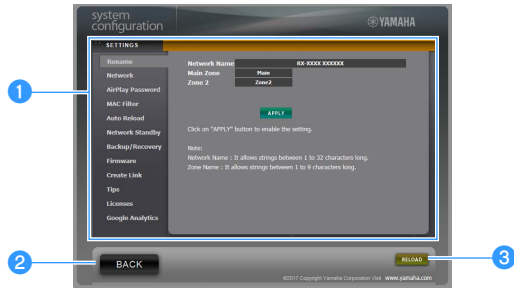 system
configuration
YAMAHA
SETTINGS
Rename
Network
AirPlay Password
MAC Filter
Auto Reload
Network Standby
Backup/Recovery
Firmware
Create Link
Tips
Licenses
Google Analytics
Network Name RX-XXXX XXXXXX
Main Zone Main
Zone 2 Zone2
APPLY
Click on "APPLY" button to enable the setting.
Note:
Network Name : It allows strings between 1 to 32 characters long.
Zone Name : It allows strings between 1 to 9 characters long.
1
2
BACK
RELOAD
3
©2017 Copyright Yamaha Corporation Visit www.yamaha.com